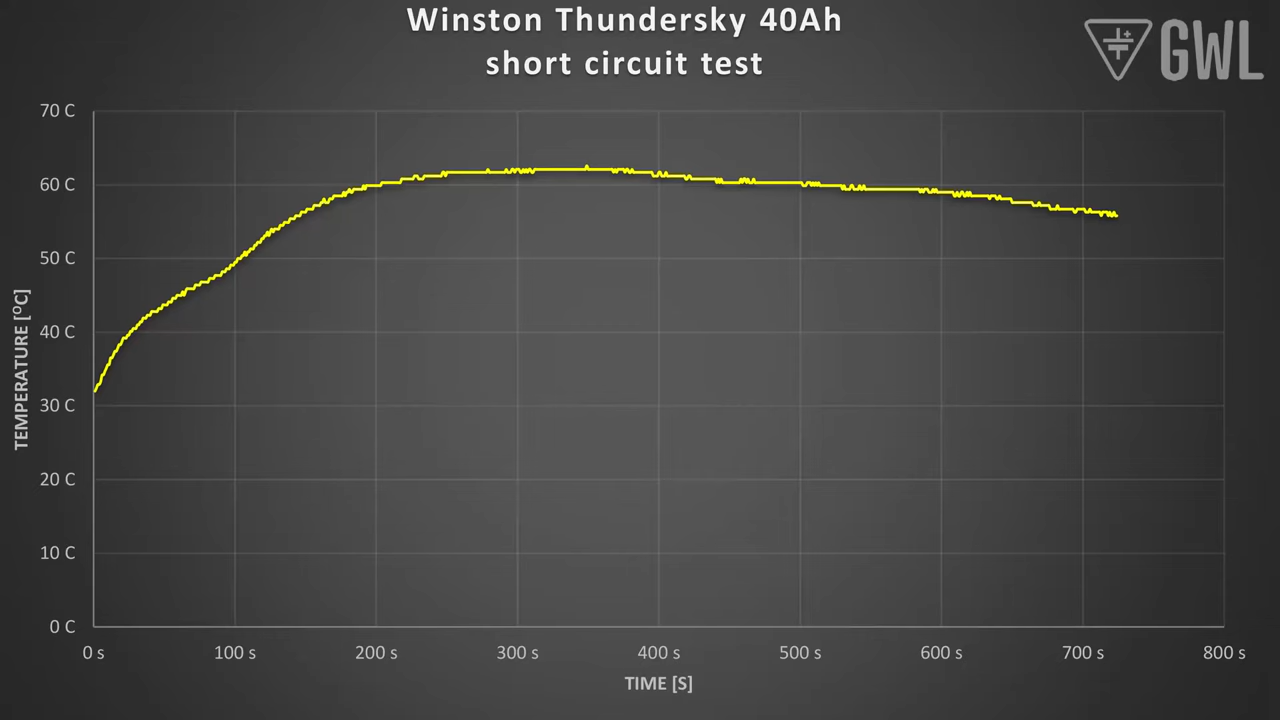 Winston Thundersky 40Ah
short circuit test
GWL
70 C
60 C
50 C
40 C
30 C
20 C
10 C
0 C
TEMPERATURE [ºC]
0 s
100 s
200 s
300 s
400 s
500 s
600 s
700 s
800 s
TIME [S]